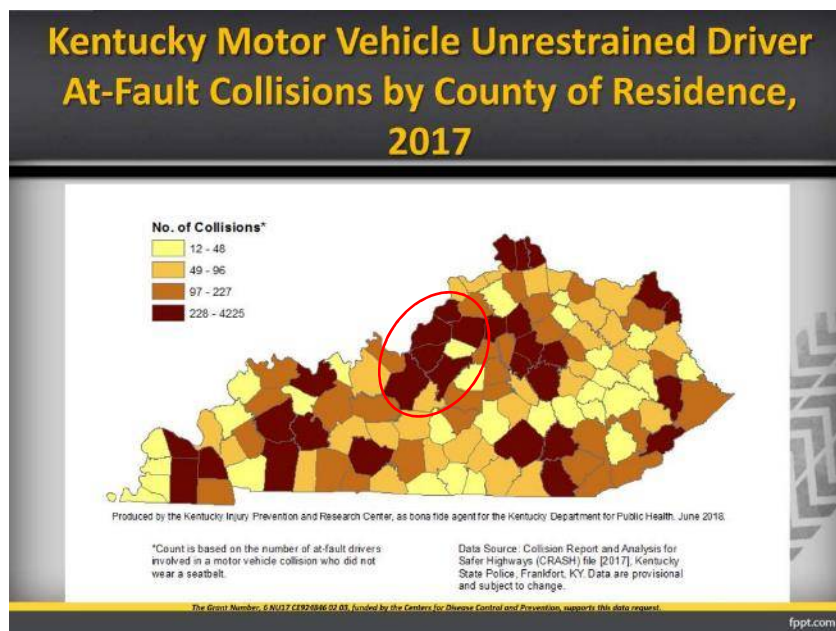 Kentucky Motor Vehicle Unrestrained Driver
At-Fault Collisions by County of Residence,
2017
No. of Collisions*
12 - 48
49 - 96
97 - 227
228 - 4225
Produced by the Kentucky Injury Prevention and Research Center, as bona fide agent for the Kentucky Department for Public Health. June 2018.
*Count is based on the number of at-fault drivers
involved in a motor vehicle collision who did not
wear a seatbelt.
Data Source: Collision Report and Analysis for
Safer Highways (CRASH) file [2017], Kentucky
State Police, Frankfort, KY. Data are provisional
and subject to change.
The Grant Number, 6 NU17 CE924846 02 03, funded by the Centers for Disease Control and Prevention, supports this data request.
fppt.com